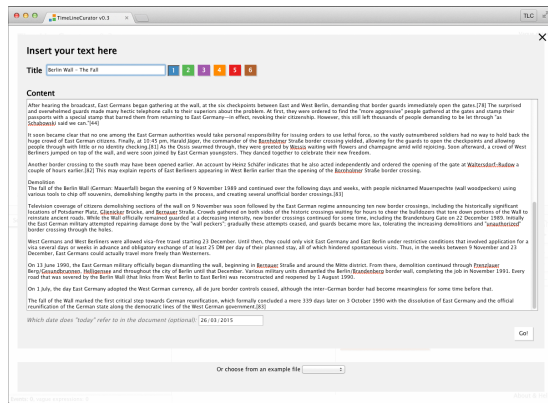 TimeLineCurator v0.3
TLC
Insert your text here
Title Berlin Wall - The Fall 1 2 3 4 5 6
Content
After hearing the broadcast, East Germans began gathering at the wall, at the six checkpoints between East and West Berlin, demanding that border guards immediately open the gates.[78] The surprised
and overwhelmed guards made many hectic telephone calls to their superiors about the problem. At first, they were ordered to find the "more aggressive" people gathered at the gates and stamp their
passports with a special stamp that barred them from returning to East Germany—in effect, revoking their citizenship. However, this still left thousands of people demanding to be let through "as
Schabowski said we can."[44]
It soon became clear that no one among the East German authorities would take personal responsibility for issuing orders to use lethal force, so the vastly outnumbered soldiers had no way to hold back the
huge crowd of East German citizens. Finally, at 10:45 pm, Harald Jäger, the commander of the Bornholmer Straße border crossing yielded, allowing for the guards to open the checkpoints and allowing
people through with little or no identity checking.[81] As the Ossis swarmed through, they were greeted by Wessis waiting with flowers and champagne amid wild rejoicing. Soon afterward, a crowd of West
Berliners jumped on top of the wall, and were soon joined by East German youngsters. They danced together to celebrate their new freedom.
Another border crossing to the south may have been opened earlier. An account by Heinz Schäfer indicates that he also acted independently and ordered the opening of the gate at Waltersdorf-Rudow a
couple of hours earlier.[82] This may explain reports of East Berliners appearing in West Berlin earlier than the opening of the Bornholmer Straße border crossing.
Demolition
The fall of the Berlin Wall German: Mauerfall began the evening of 9 November 1989 and continued over the following days and weeks, with people nicknamed Mauerspechte (wall woodpeckers) using
various tools to chip off souvenirs, demolishing lengthy parts in the process, and creating several unofficial border crossings.[83]
Television coverage of citizens demolishing sections of the wall on 9 November was soon followed by the East German regime announcing ten new border crossings, including the historically significant
locations of Potsdamer Platz, Glienicker Brücke, and Bernauer Straße. Crowds gathered on both sides of the historic crossings waiting for hours to cheer the bulldozers that tore down portions of the Wall to
reinstate ancient roads. While the Wall officially remained guarded at a decreasing intensity, new border crossings continued for some time, including the Brandenburg Gate on 22 December 1989. Initially
the East German military attempted repairing damage done by the "wall peckers"; gradually these attempts ceased, and guards became more lax, tolerating the increasing demolitions and "unauthorized"
border crossing through the holes.
West Germans and West Berliners were allowed visa-free travel starting 23 December. Until then, they could only visit East Germany and East Berlin under restrictive conditions that involved application for a
visa several days or weeks in advance and obligatory exchange of at least 25 DM per day of their planned stay, all of which hindered spontaneous visits. Thus, in the weeks between 9 November and 23
December, East Germans could actually travel more freely than Westerners.
On 13 June 1990, the East German military officially began dismantling the wall, beginning in Bernauer Straße and around the Mitte district. From there, demolition continued through Prenzlauer
Berg/Gesundbrunnen, Heiligensee and throughout the city of Berlin until that December. Various military units dismantled the Berlin/Brandenburg border wall, completing the job in November 1991. Every
road that was severed by the Berlin Wall (that links from West Berlin to East Berlin) was reconstructed and reopened by 1 August 1990.
On 1 July, the day East Germany adopted the West German currency, all de jure border controls ceased, although the inter-German border had become meaningless for some time before that.
The fall of the Wall marked the first critical step towards German reunification, which formally concluded a mere 339 days later on 3 October 1990 with the dissolution of East Germany and the official
reunification of the German state along the democratic lines of the West German government.[83]
Which date does "today" refer to in the document (optional): 26/03/2015
Go!
Or choose from an example file